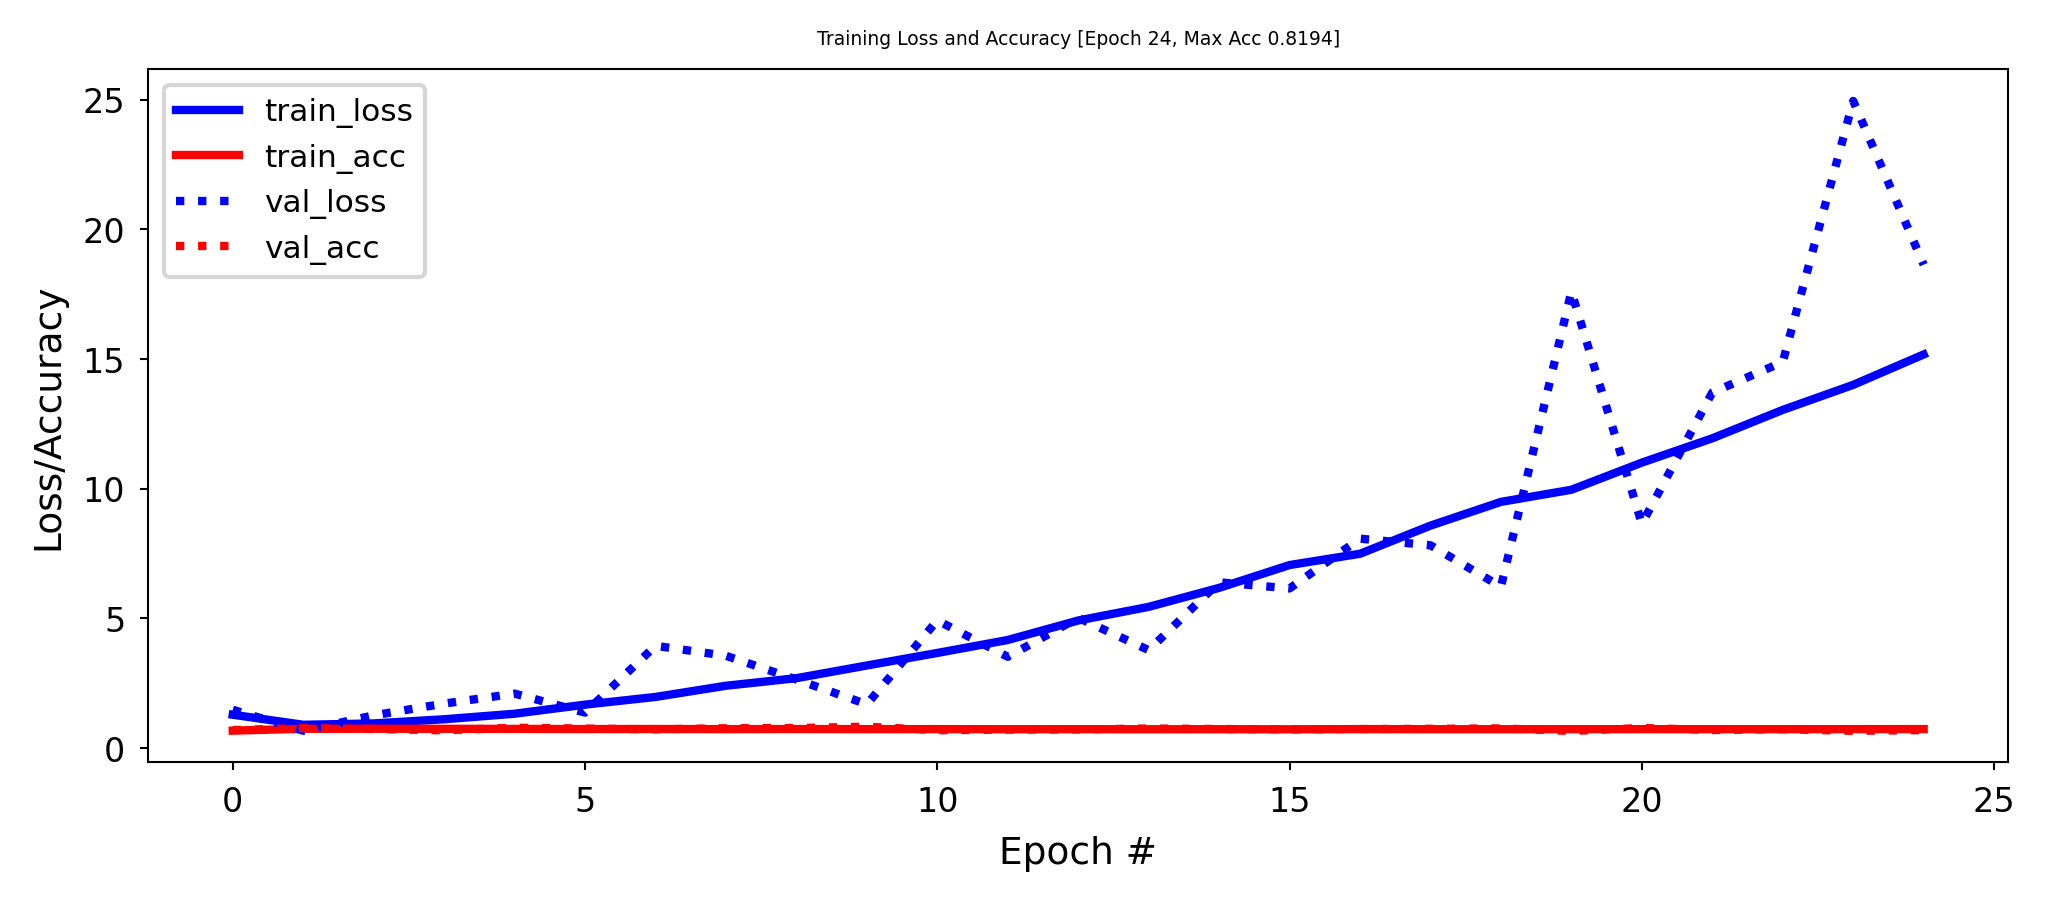 Training Loss and Accuracy [Epoch 24, Max Acc 0.8194]
25
20
15
10
5
0
Loss/Accuracy
train_loss
train_acc
val_loss
val_acc
0 5 10 15 20 25
Epoch #